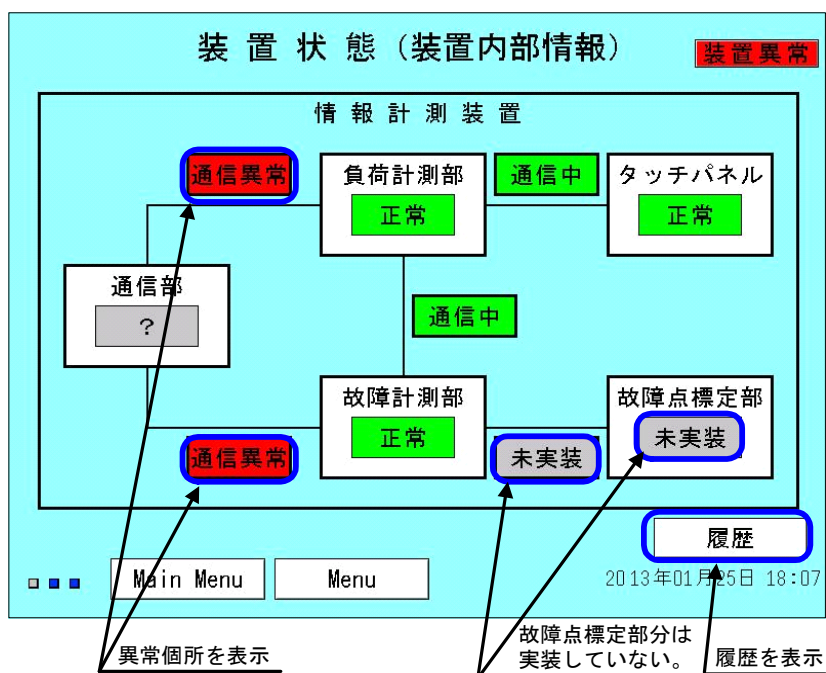 装置状態（装置内部情報）
装置異常
情報計測装置
通信異常
負荷計測部
正常
通信中
タッチパネル
正常
通信部
？
通信中
故障計測部
正常
通信異常
未実装
故障点標定部
未実装
履歴
Main Menu
Menu
2013年01月25日 18:07
異常個所を表示
故障点標定部分は
実装していない。
履歴を表示